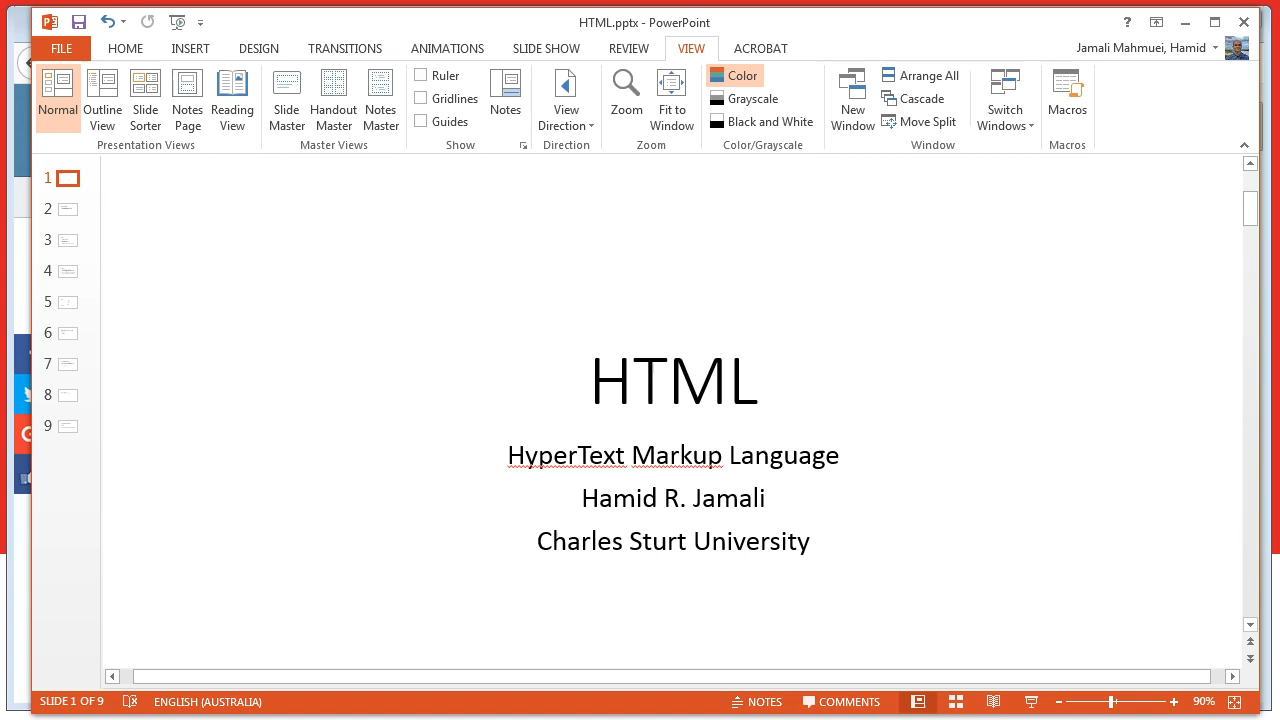 HTML.pptx - PowerPoint
FILE HOME INSERT DESIGN TRANSITIONS ANIMATIONS SLIDE SHOW REVIEW VIEW ACROBAT Jamali Mahmuei, Hamid
Normal Outline View Slide Sorter Notes Page Reading View
Presentation Views
Slide Master Handout Master Notes Master
Master Views
Ruler
Gridlines
Guides
Notes
Show
View Direction
Direction
Zoom Fit to Window
Zoom
Color
Grayscale
Black and White
Color/Grayscale
New Window
Arrange All
Cascade
Move Split
Switch Windows
Window
Macros
Macros
1
2
3
4
5
6
7
8
9
HTML
HyperText Markup Language
Hamid R. Jamali
Charles Sturt University
SLIDE 1 OF 9 ENGLISH (AUSTRALIA) NOTES COMMENTS 90%